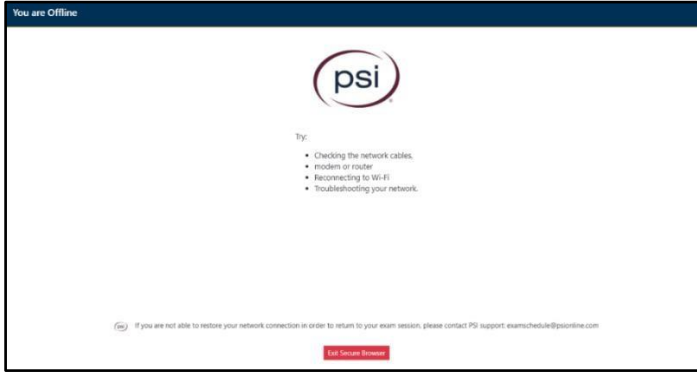 You are Offline
psi
Try:
Checking the network cables,
modem or router
Reconnecting to Wi-Fi
Troubleshooting your network.
psi If you are not able to restore your network connection in order to return to your exam session, please contact PSI support: examschedule@psionline.com
Exit Secure Browser